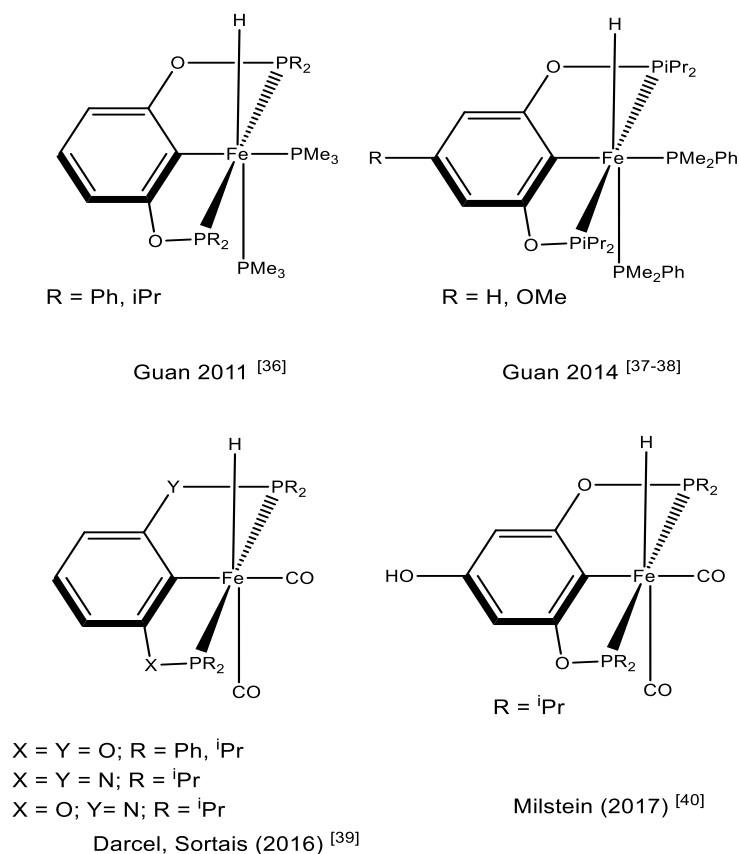 H
O
PR2
Fe
PMe3
O
PR2
PMe3
R = Ph, iPr
Guan 2011 [36]
H
O
PiPr2
R
Fe
PMe2Ph
O
PiPr2
PMe2Ph
R = H, OMe
Guan 2014 [37-38]
H
Y
PR2
Fe
CO
X
PR2
CO
X = Y = O; R = Ph, iPr
X = Y = N; R = iPr
X = O; Y= N; R = iPr
Darcel, Sortais (2016) [39]
H
O
PR2
HO
Fe
CO
O
PR2
CO
R = iPr
Milstein (2017) [40]